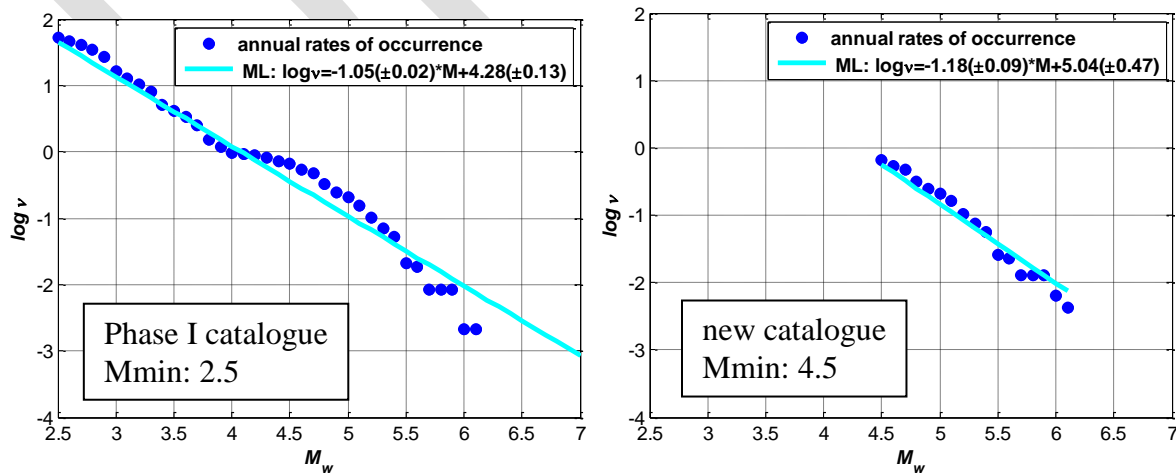 2
1
0
-1
-2
-3
-4
log ν
2.5 3 3.5 4 4.5 5 5.5 6 6.5 7
M_w
annual rates of occurrence
ML: logν=-1.05(±0.02)*M+4.28(±0.13)
Phase I catalogue
Mmin: 2.5
2
1
0
-1
-2
-3
-4
log ν
2.5 3 3.5 4 4.5 5 5.5 6 6.5 7
M_w
annual rates of occurrence
ML: logν=-1.18(±0.09)*M+5.04(±0.47)
new catalogue
Mmin: 4.5